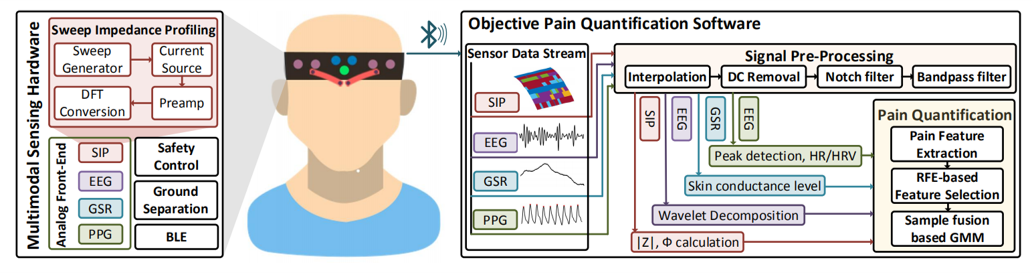 Multimodal Sensing Hardware
Sweep Impedance Profiling
Sweep
Generator
Current
Source
DFT
Conversion
Preamp
Analog Front-End
SIP
EEG
GSR
PPG
Safety
Control
Ground
Separation
BLE
Objective Pain Quantification Software
Sensor Data Stream
SIP
EEG
GSR
PPG
Signal Pre-Processing
Interpolation
DC Removal
Notch filter
Bandpass filter
SIP
EEG
GSR
EEG
Peak detection, HR/HRV
Skin conductance level
Wavelet Decomposition
|Z|, Φ calculation
Pain Quantification
Pain Feature
Extraction
RFE-based
Feature Selection
Sample fusion
based GMM